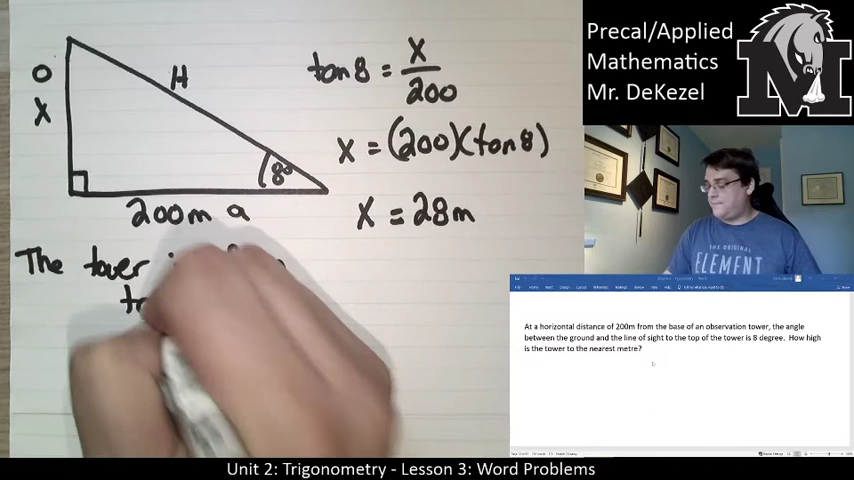 O
X
H
8°
200m a
tan 8 = X
200
X = (200)(tan 8)
X = 28m
The tower
Precal/Applied
Mathematics
Mr. DeKezel
M
THE ORIGINAL
ELEMENT
At a horizontal distance of 200m from the base of an observation tower, the angle
between the ground and the line of sight to the top of the tower is 8 degree. How high
is the tower to the nearest metre?
Unit 2: Trigonometry - Lesson 3: Word Problems